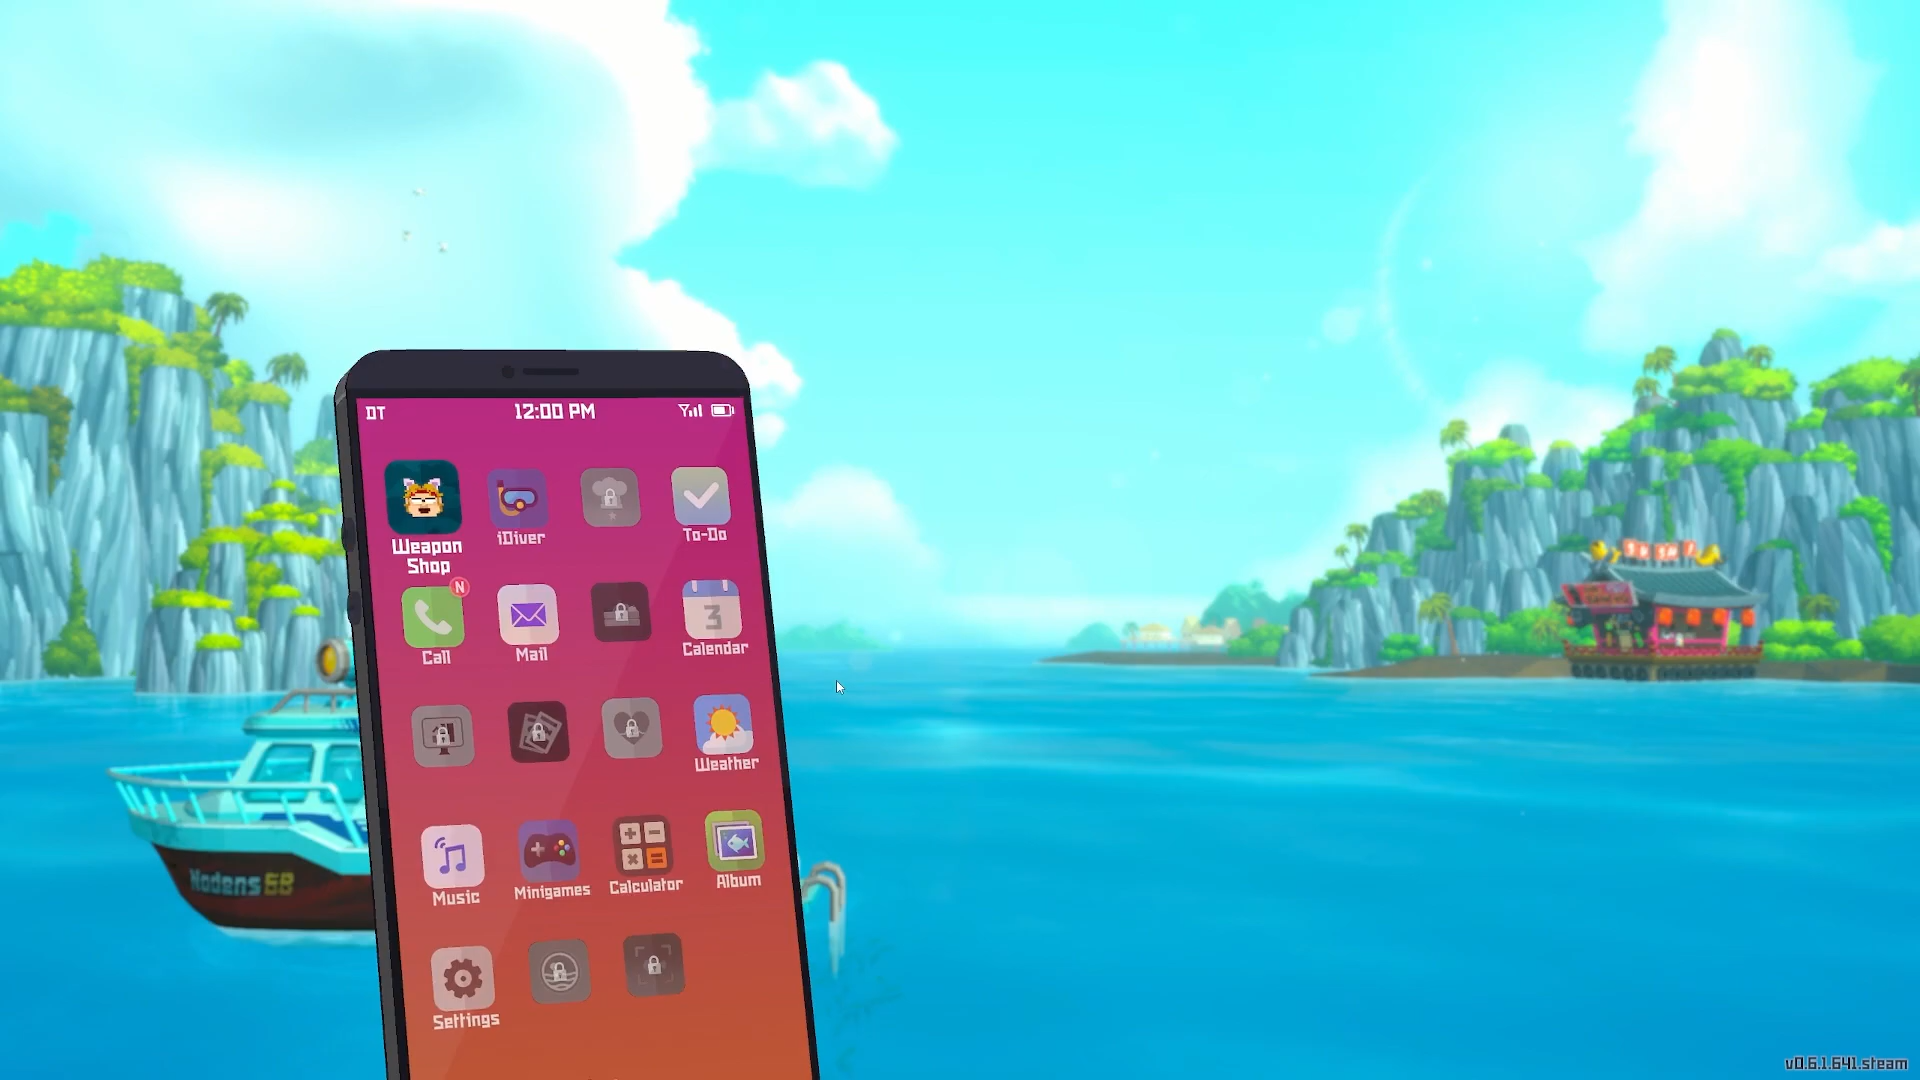 DT
12:00 PM
Weapon
Shop
iDiver
To-Do
N
Call
Mail
3
Calendar
Weather
Music
Minigames
Calculator
Album
Settings
Nodens 68
SUSHI
v0.6.1.641.steam